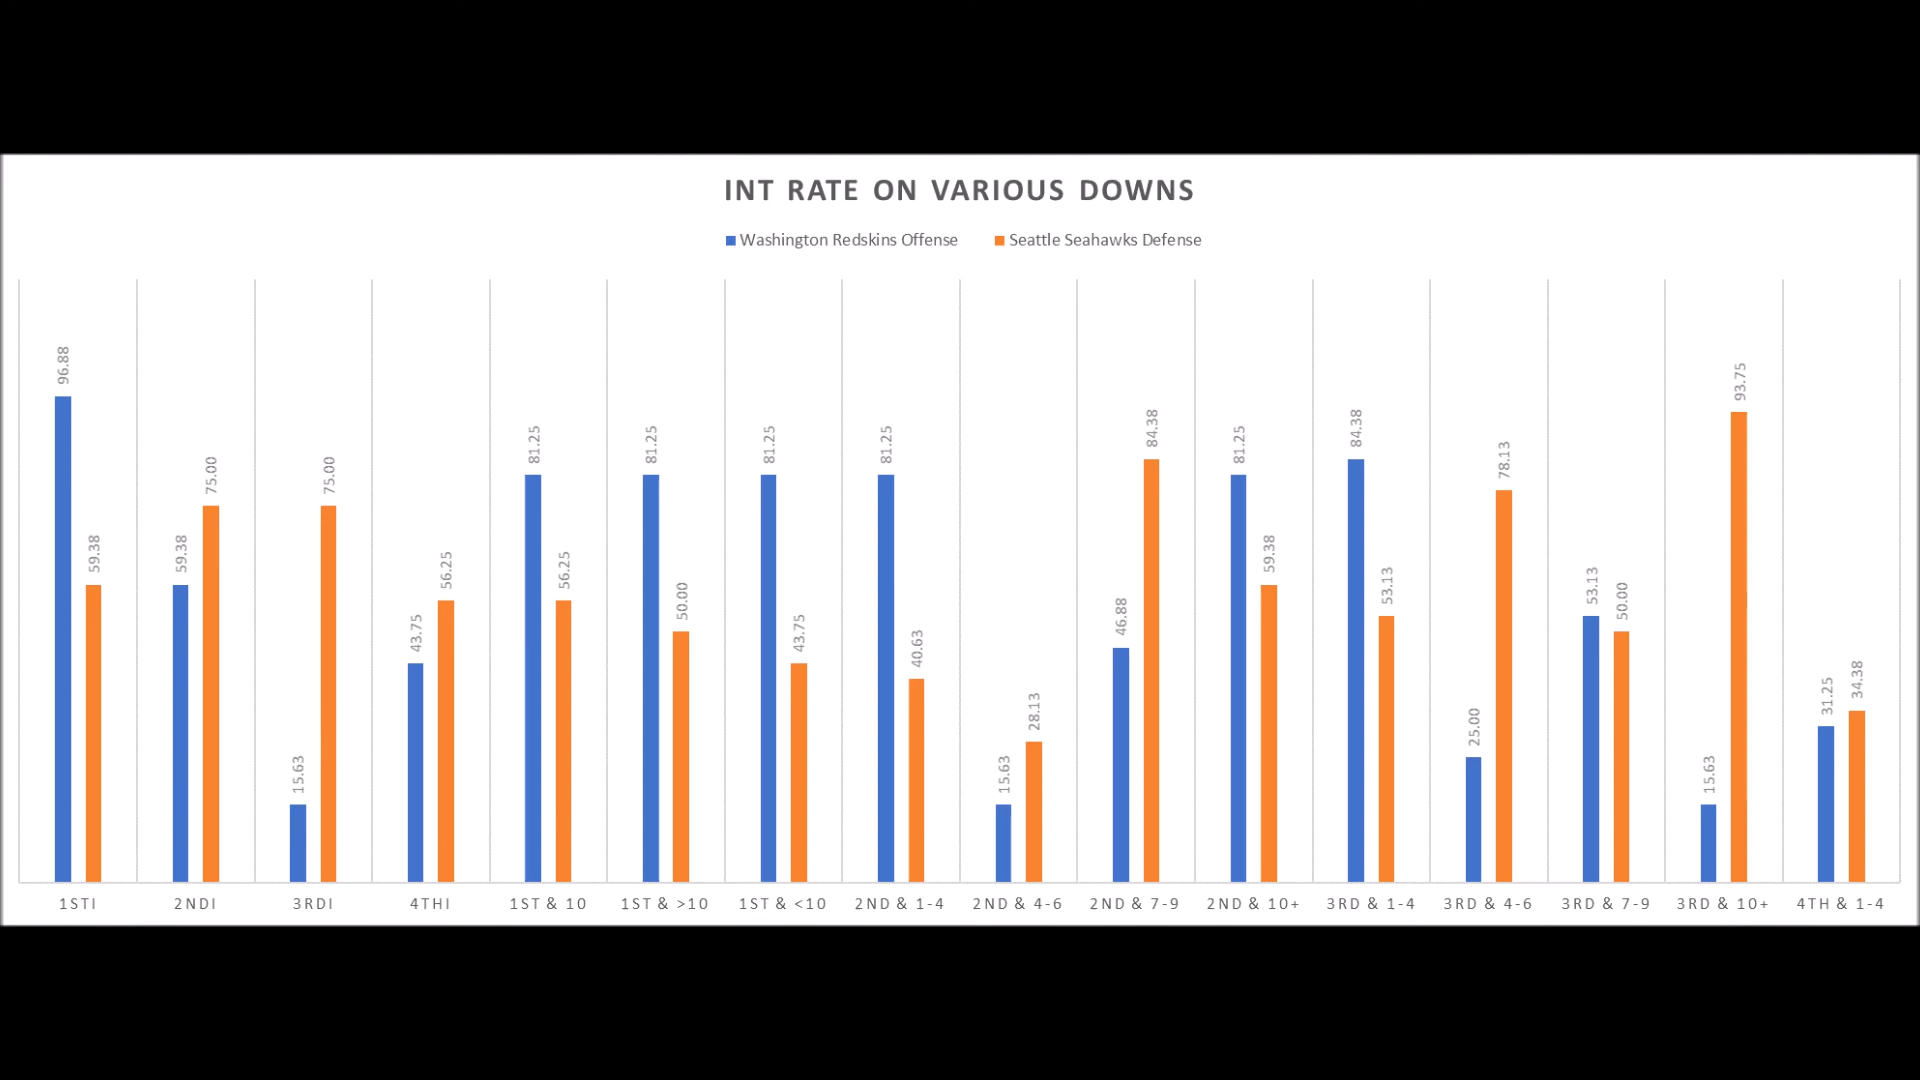 INT RATE ON VARIOUS DOWNS
Washington Redskins Offense Seattle Seahawks Defense
96.88 59.38 59.38 75.00 15.63 75.00 43.75 56.25 81.25 56.25 81.25 50.00 81.25 43.75 81.25 40.63 15.63 28.13 46.88 84.38 81.25 59.38 84.38 53.13 25.00 78.13 53.13 50.00 15.63 93.75 31.25 34.38
1STI 2NDI 3RDI 4THI 1ST & 10 1ST & >10 1ST & <10 2ND & 1-4 2ND & 4-6 2ND & 7-9 2ND & 10+ 3RD & 1-4 3RD & 4-6 3RD & 7-9 3RD & 10+ 4TH & 1-4